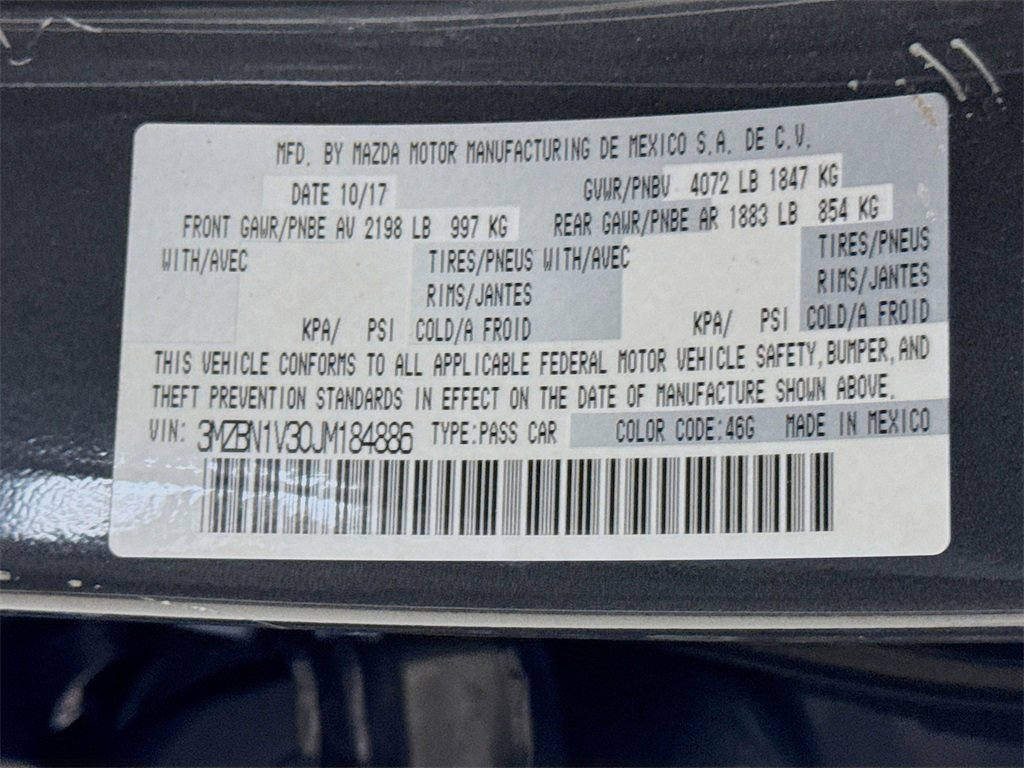 MFD. BY MAZDA MOTOR MANUFACTURING DE MEXICO S.A. DE C.V.
DATE 10/17 GVWR/PNBV 4072 LB 1847 KG
FRONT GAWR/PNBE AV 2198 LB 997 KG REAR GAWR/PNBE AR 1883 LB 854 KG
WITH/AVEC TIRES/PNEUS WITH/AVEC TIRES/PNEUS
RIMS/JANTES RIMS/JANTES
KPA/ PSI COLD/A FROID KPA/ PSI COLD/A FROID
THIS VEHICLE CONFORMS TO ALL APPLICABLE FEDERAL MOTOR VEHICLE SAFETY, BUMPER, AND
THEFT PREVENTION STANDARDS IN EFFECT ON THE DATE OF MANUFACTURE SHOWN ABOVE.
VIN: 3MZBN1V30JM184886 TYPE:PASS CAR COLOR CODE:46G MADE IN MEXICO